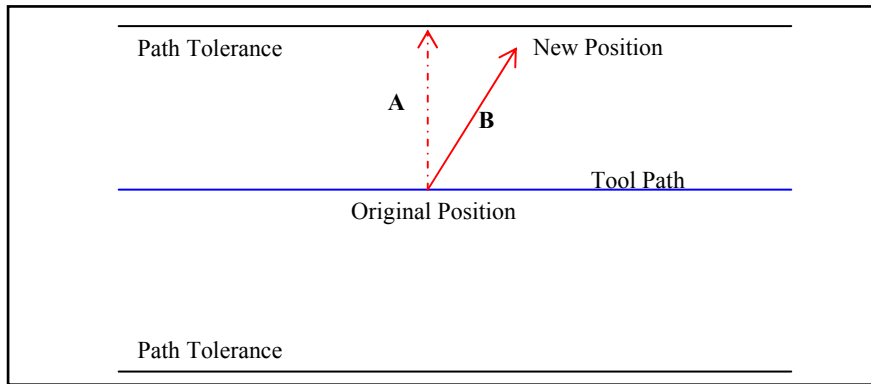 Path Tolerance
New Position
A
B
Tool Path
Original Position
Path Tolerance